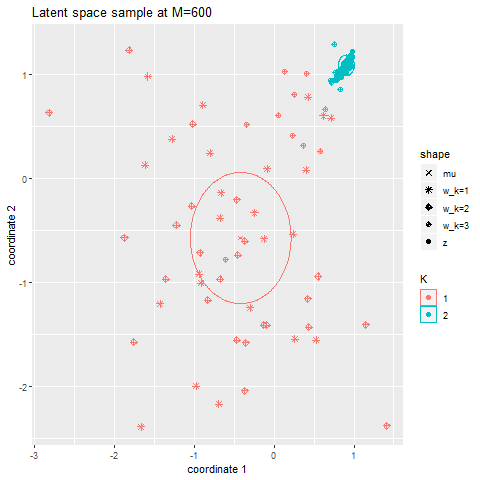 Latent space sample at M=600
coordinate 2
1
0
-1
-2
-3
-2
-1
0
1
coordinate 1
shape
mu
w_k=1
w_k=2
w_k=3
z
K
1
2